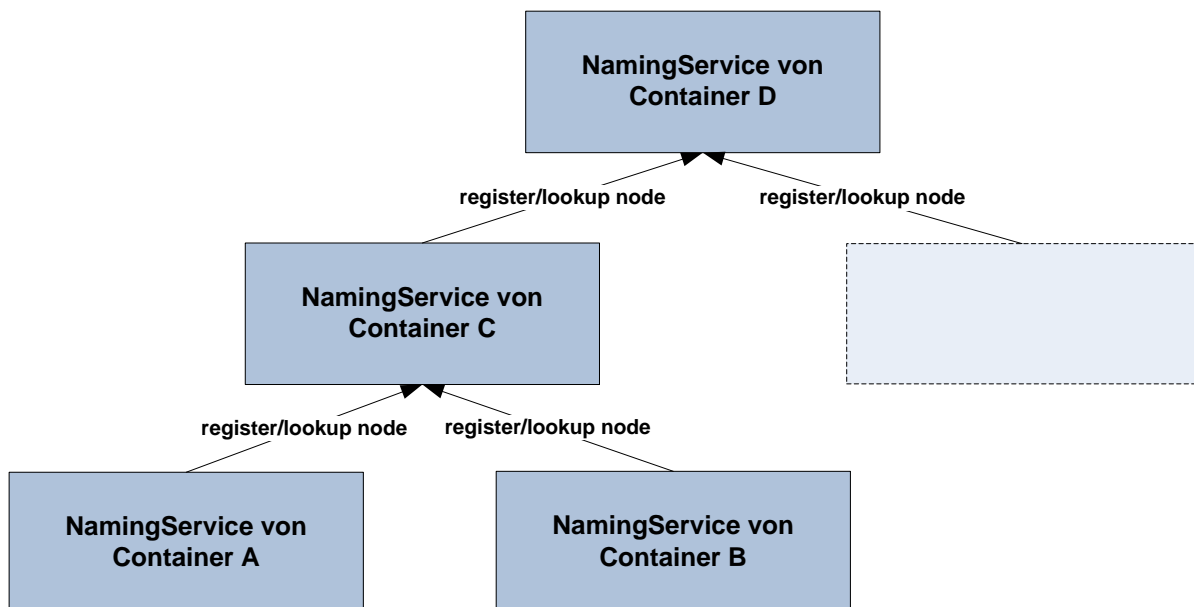 NamingService von
Container D
register/lookup node
register/lookup node
NamingService von
Container C
register/lookup node
register/lookup node
NamingService von
Container A
NamingService von
Container B